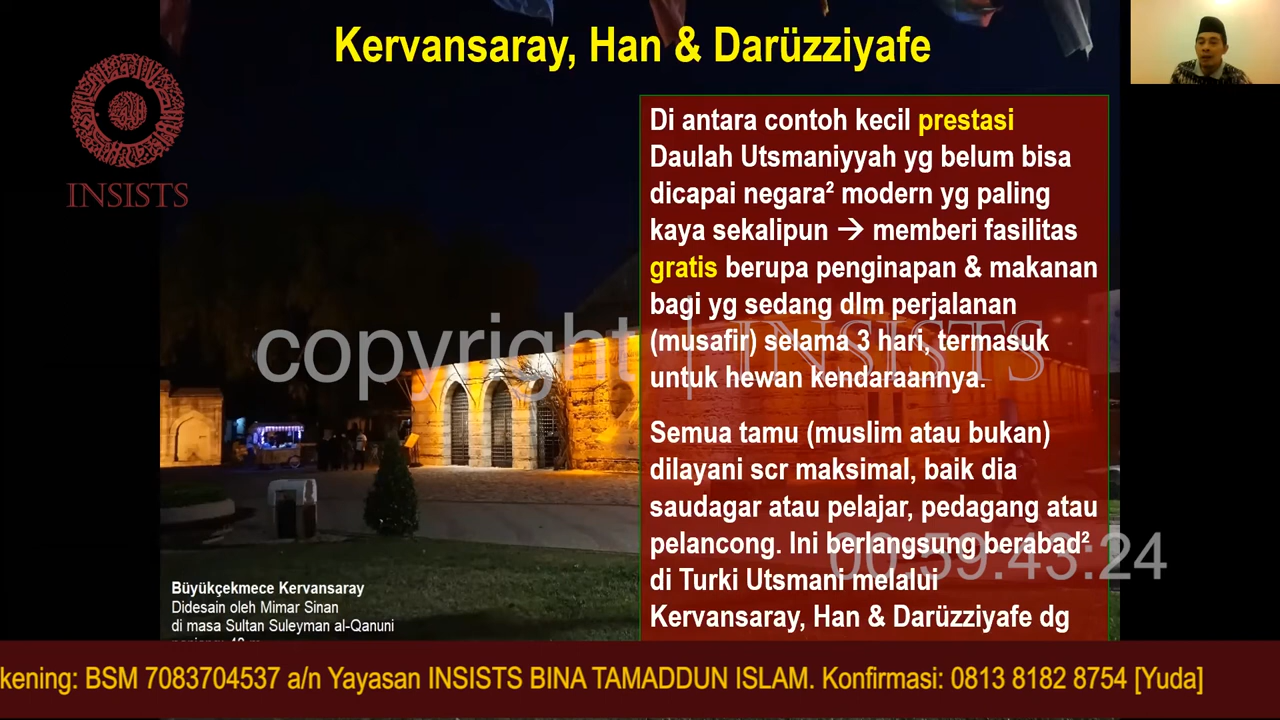 Kervansaray, Han & Darüzziyafe
INSISTS
Di antara contoh kecil prestasi
Daulah Utsmaniyyah yg belum bisa
dicapai negara² modern yg paling
kaya sekalipun → memberi fasilitas
gratis berupa penginapan & makanan
bagi yg sedang dlm perjalanan
(musafir) selama 3 hari, termasuk
untuk hewan kendaraannya.
Semua tamu (muslim atau bukan)
dilayani scr maksimal, baik dia
saudagar atau pelajar, pedagang atau
pelancong. Ini berlangsung berabad²
di Turki Utsmani melalui
Kervansaray, Han & Darüzziyafe dg
copyright | INSISTS
00:59:43:24
Büyükçekmece Kervansaray
Didesain oleh Mimar Sinan
di masa Sultan Suleyman al-Qanuni
kening: BSM 7083704537 a/n Yayasan INSISTS BINA TAMADDUN ISLAM. Konfirmasi: 0813 8182 8754 [Yuda]